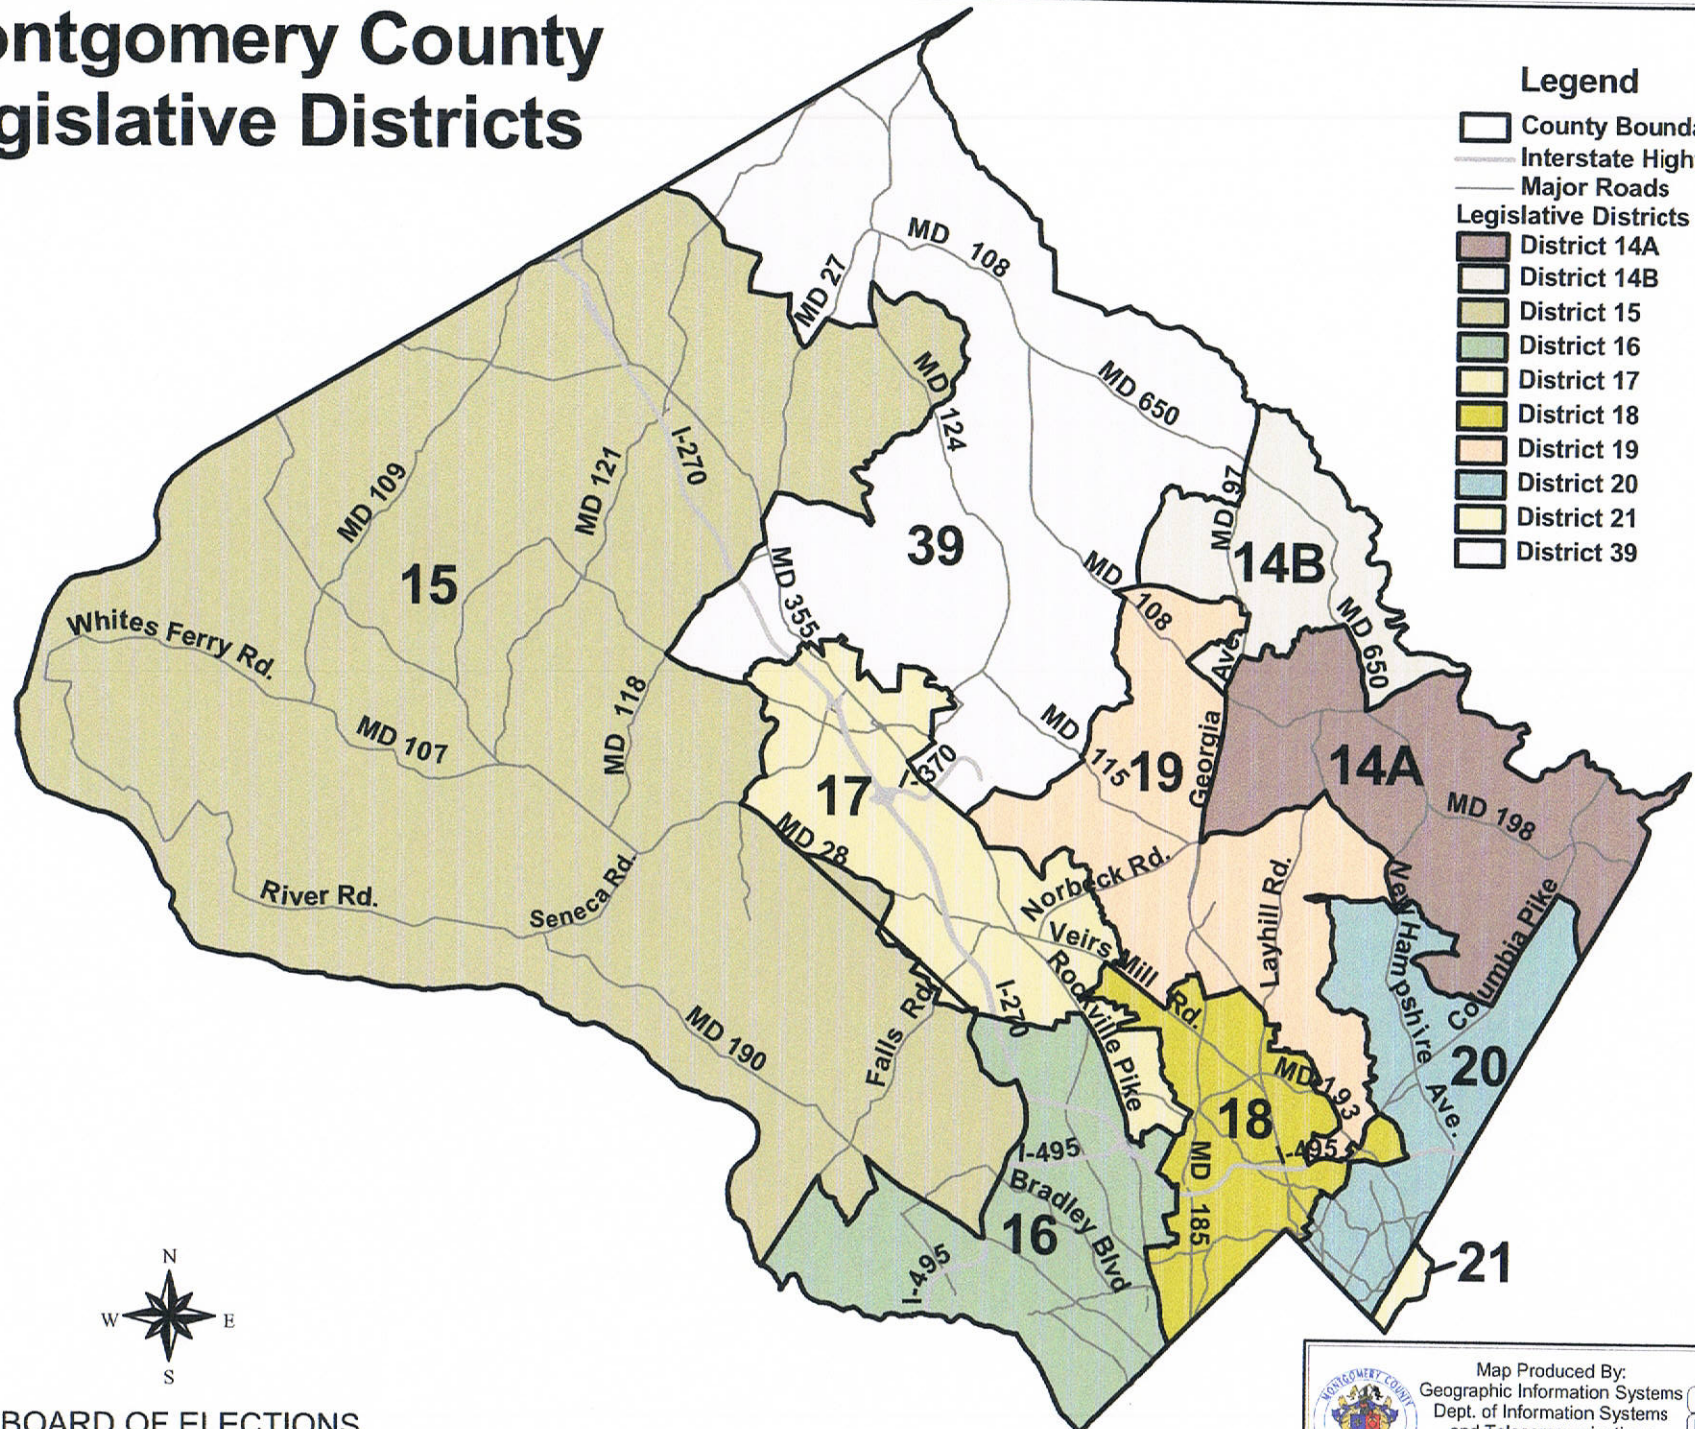 ontgomery County
gislative Districts
Legend
County Bounda
Interstate High
Major Roads
Legislative Districts
District 14A
District 14B
District 15
District 16
District 17
District 18
District 19
District 20
District 21
District 39
MD 108
MD 27
MD 650
MD 124
MD 97
I-270
MD 109
MD 121
39
14B
15
MD 355
MD 108
MD 650
Whites Ferry Rd.
Ave
MD 118
MD 107
MD 115
Georgia
19
14A
I-370
17
MD 198
MD 28
Norbeck Rd.
River Rd.
Seneca Rd.
Layhill Rd.
New Hampshire Ave.
Columbia Pike
Veirs Mill Rd.
Rockville Pike
I-270
MD 190
Falls Rd
20
MD 193
18
I-495
I-495
MD 185
Bradley Blvd
16
I-495
21
N
W
E
S
BOARD OF ELECTIONS
MONTGOMERY COUNTY
Map Produced By:
Geographic Information Systems
Dept. of Information Systems